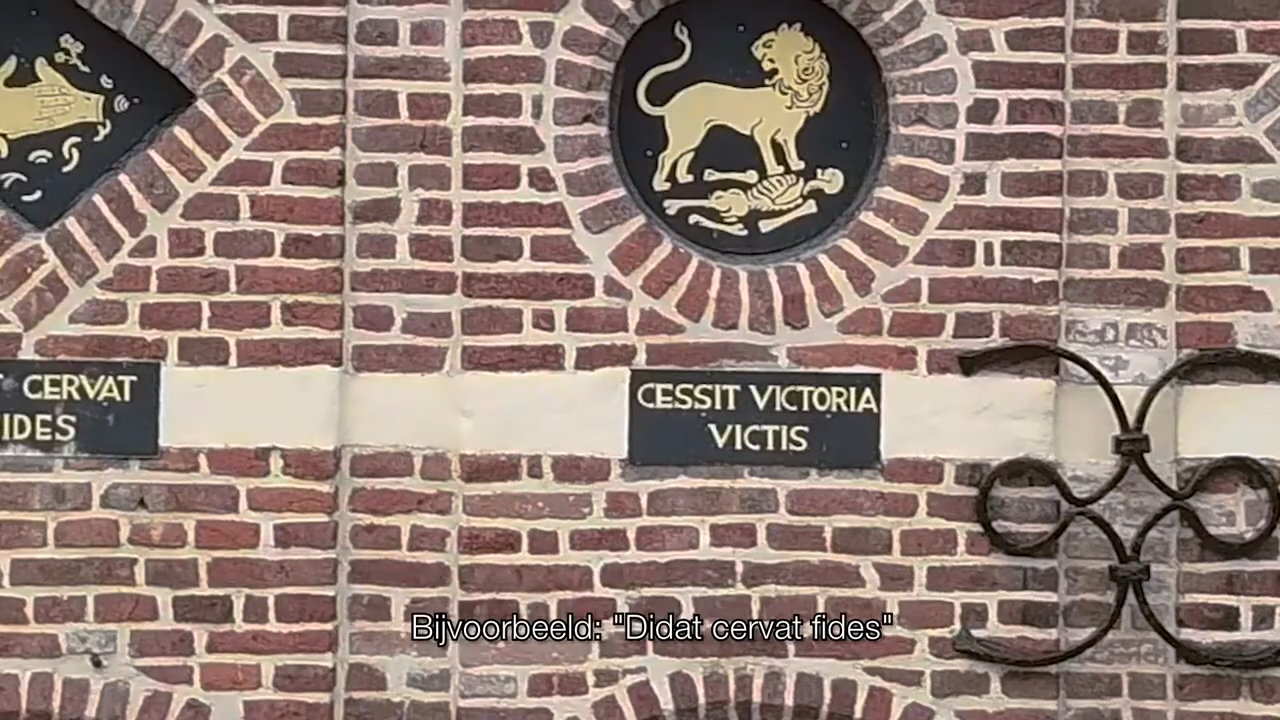 CERVAT
IDES
CESSIT VICTORIA
VICTIS
Bijvoorbeeld: "Didat cervat fides"